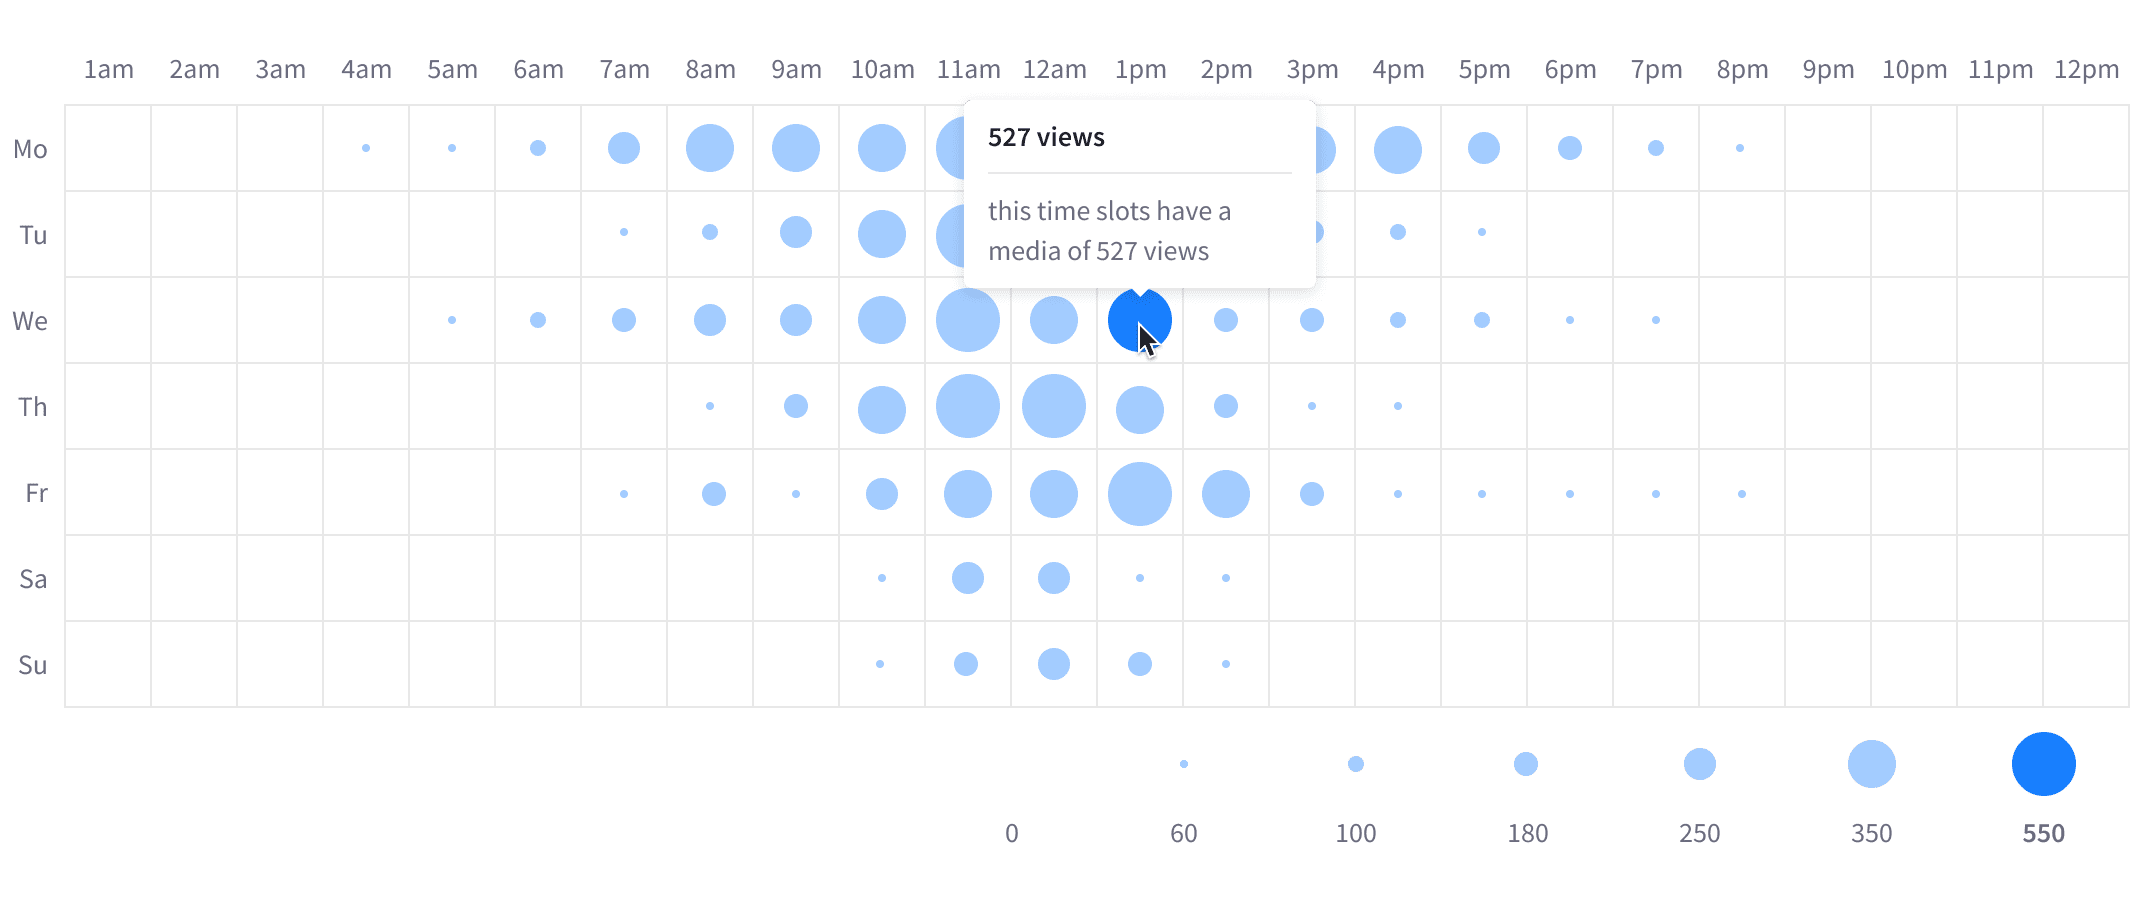 1am 2am 3am 4am 5am 6am 7am 8am 9am 10am 11am 12am 1pm 2pm 3pm 4pm 5pm 6pm 7pm 8pm 9pm 10pm 11pm 12pm
Mo
527 views
Tu
this time slots have a
media of 527 views
We
Th
Fr
Sa
Su
0 60 100 180 250 350 550